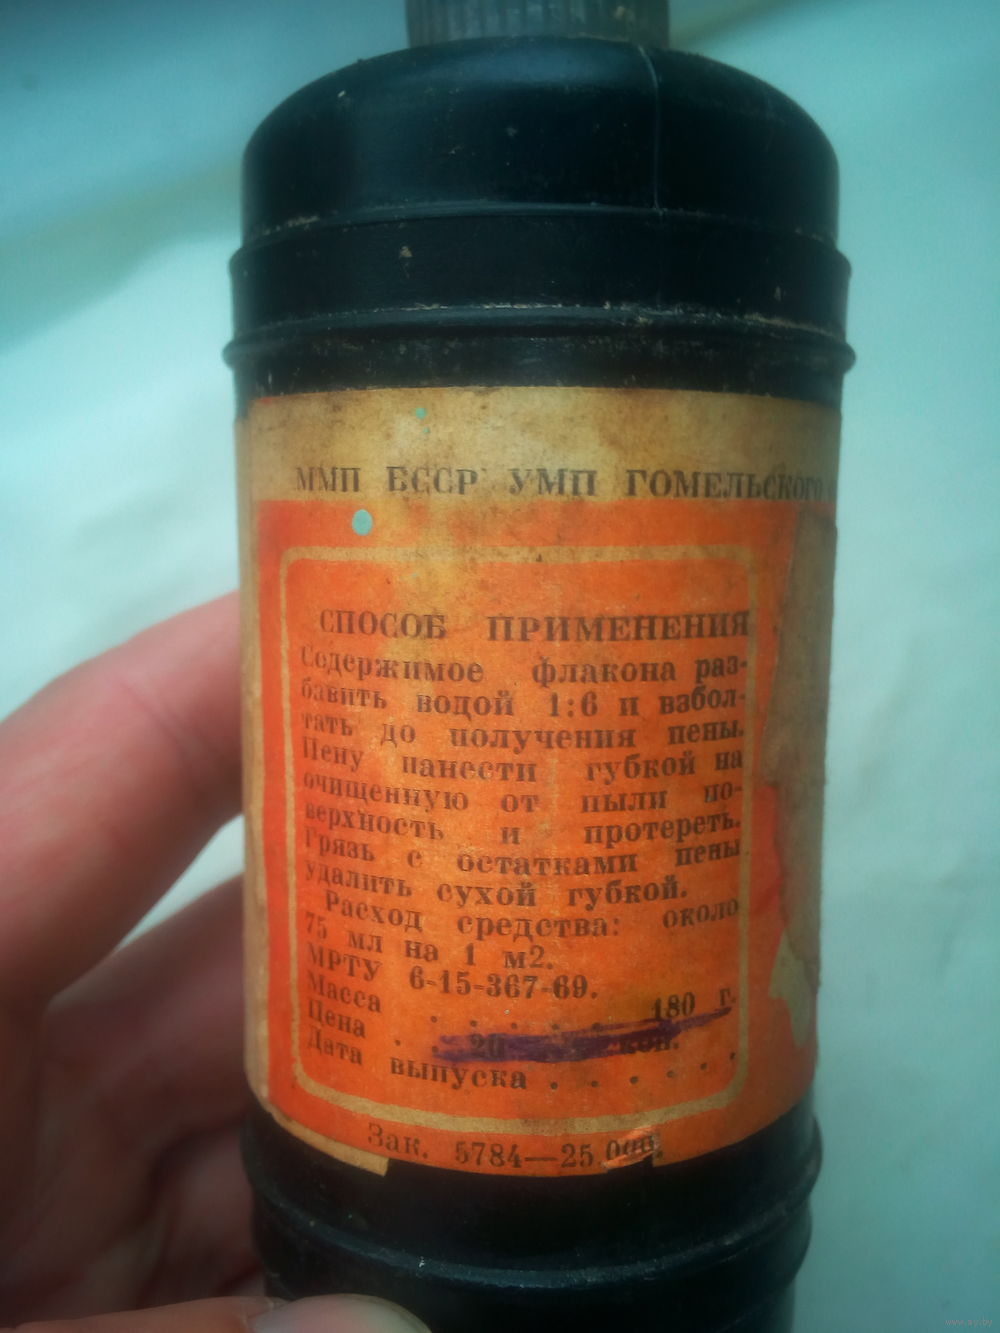 ММП БССР УМП ГОМЕЛЬСКОГО
СПОСОБ ПРИМЕНЕНИЯ
Содержимое флакона раз-
бавить водой 1:6 и взбол-
тать до получения пены.
Пену нанести губкой на
очищенную от пыли по-
верхность и протереть.
Грязь с остатками пены
удалить сухой губкой.
Расход средства: около
75 мл на 1 м2.
МРТУ 6-15-367-69.
Масса . . . . . 180 г.
Цена . . 20 коп.
Дата выпуска . . . . . .
Зак. 5784—25.000.
www.ay.by